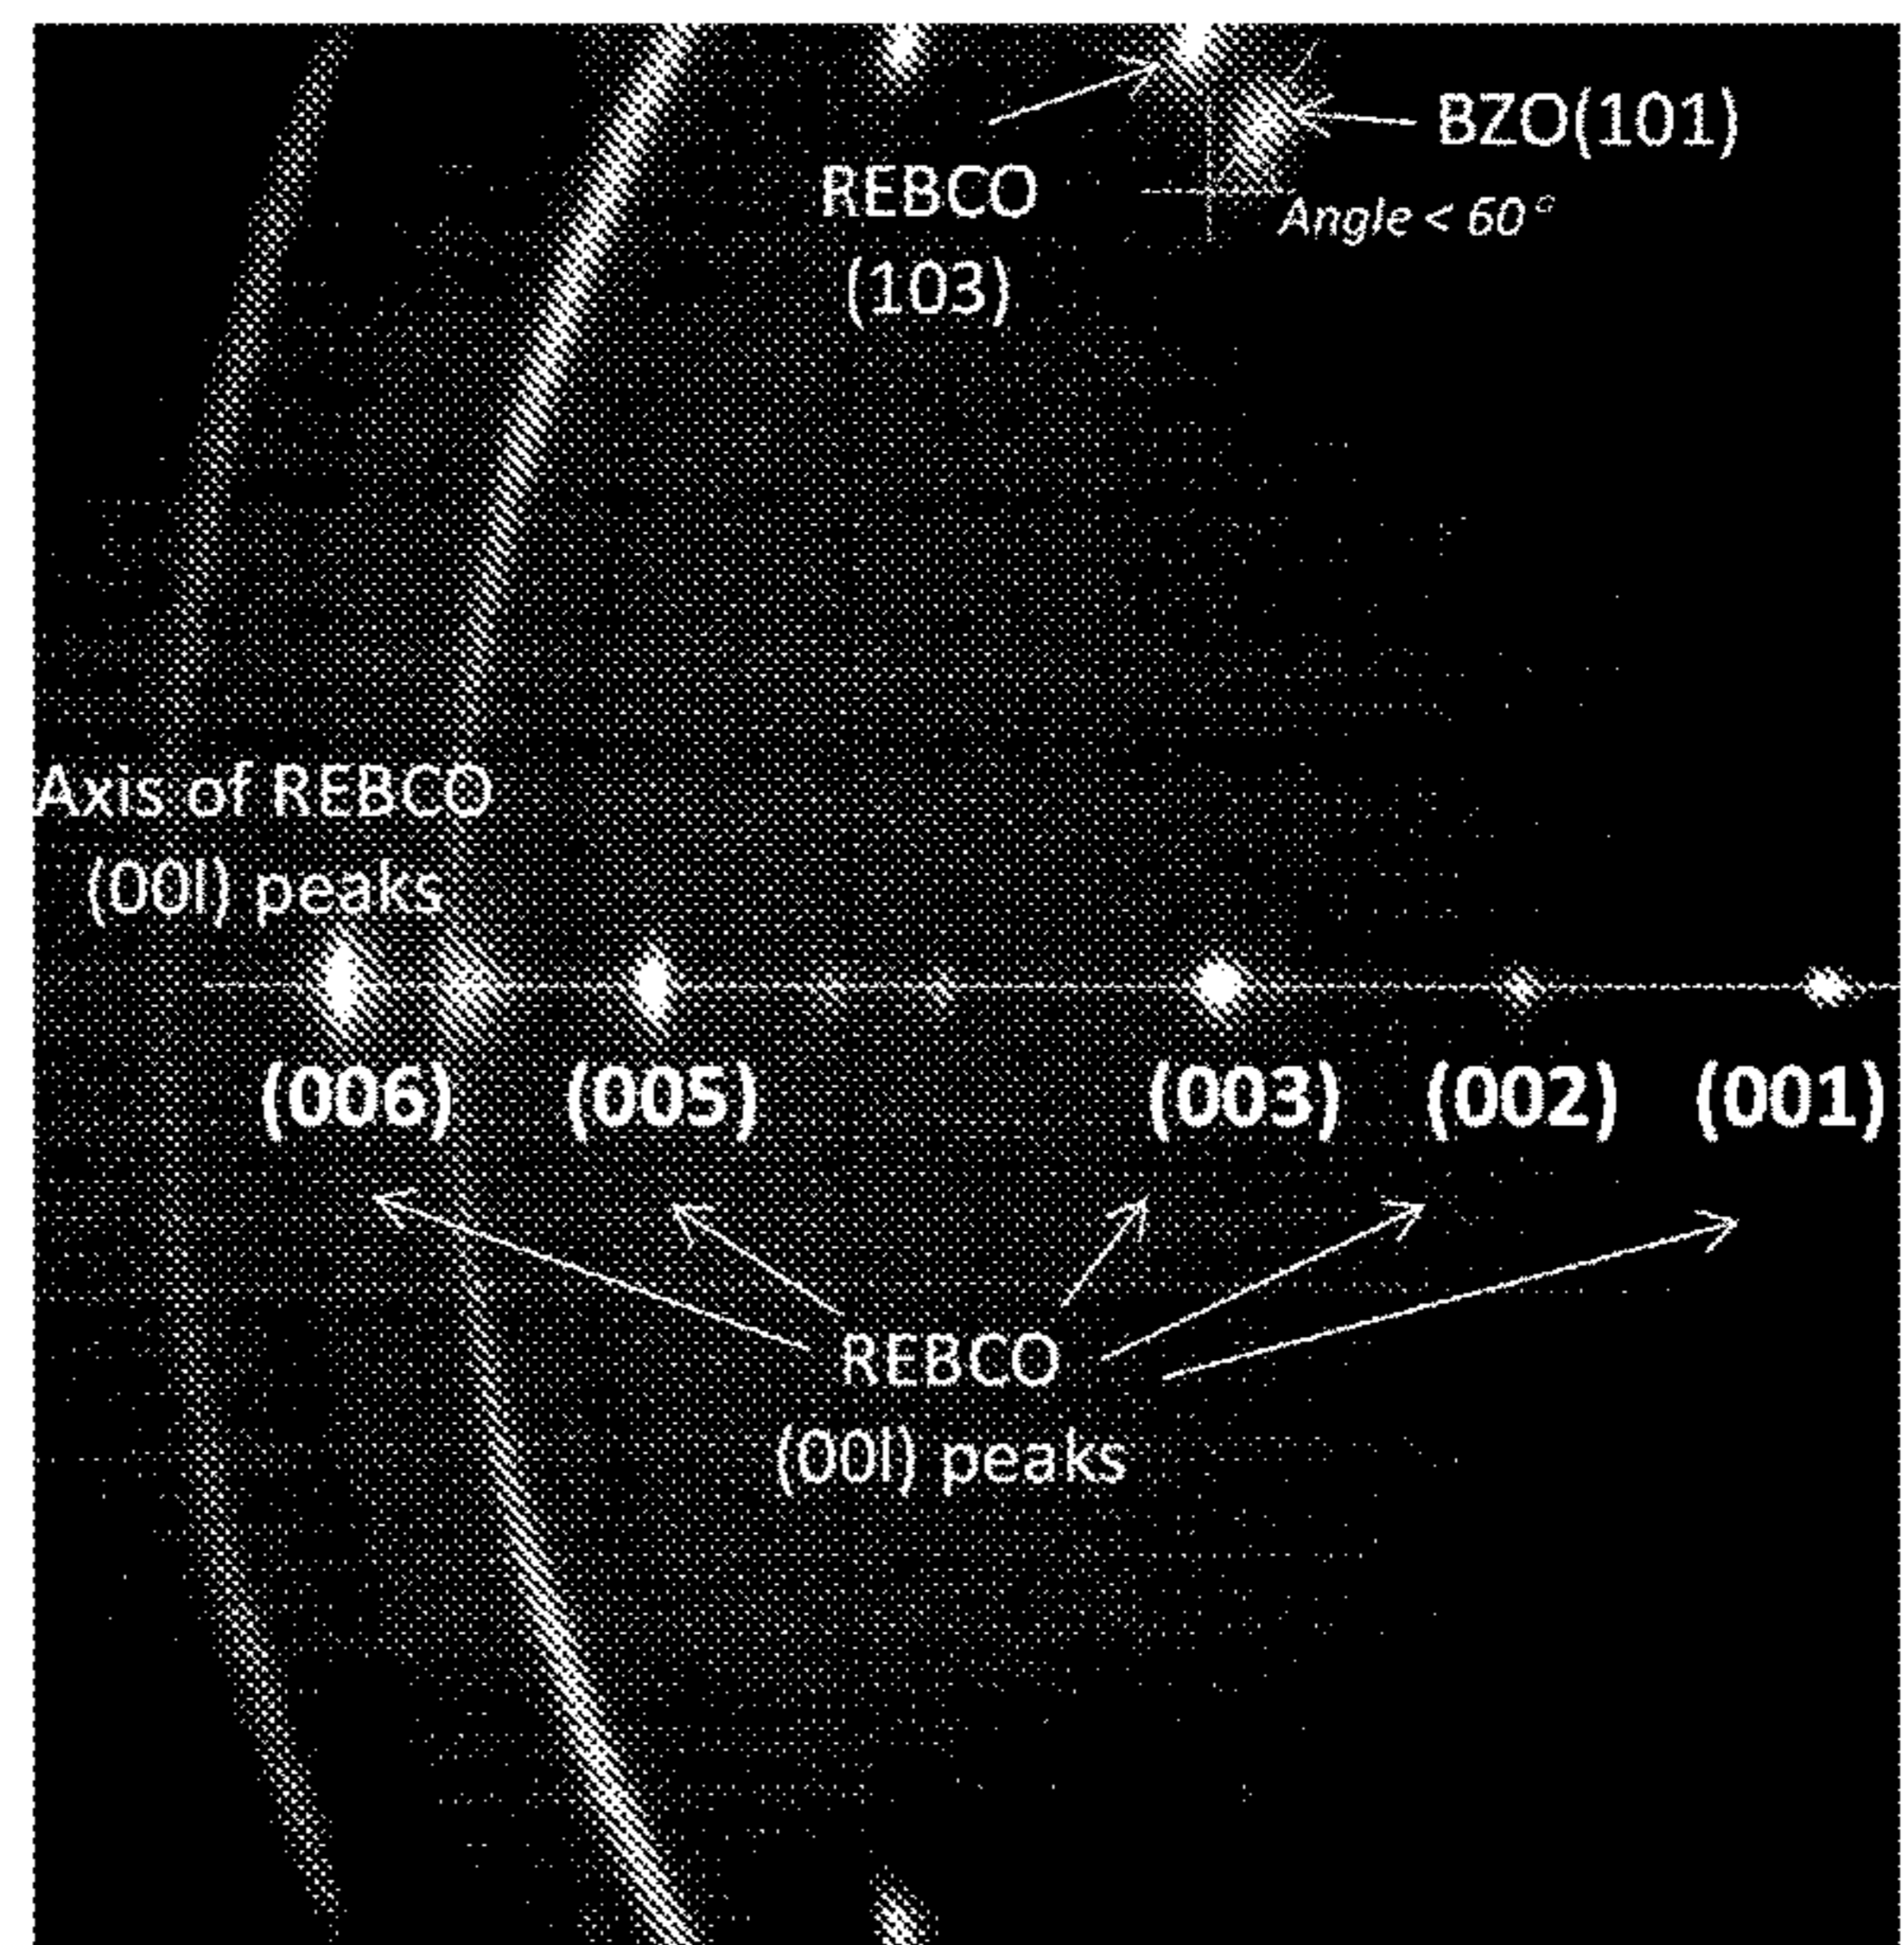 BZO(101)
REBCO
(103)
Angle < 60°
Axis of REBCO
(00l) peaks
(006) (005) (003) (002) (001)
REBCO
(00l) peaks